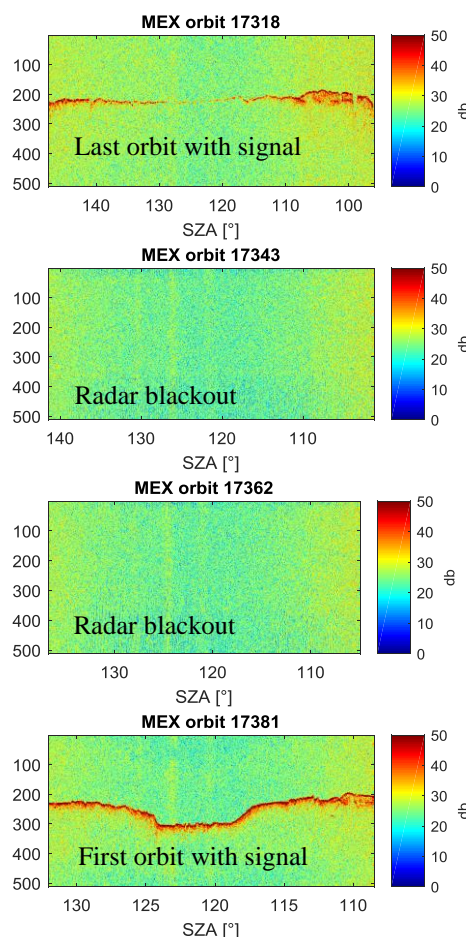 MEX orbit 17318
100
200
300
400
500
Last orbit with signal
140 130 120 110 100
SZA [°]
50
40
30
20
10
0
db
MEX orbit 17343
100
200
300
400
500
Radar blackout
140 130 120 110
SZA [°]
50
40
30
20
10
0
db
MEX orbit 17362
100
200
300
400
500
Radar blackout
130 120 110
SZA [°]
50
40
30
20
10
0
db
MEX orbit 17381
100
200
300
400
500
First orbit with signal
130 125 120 115 110
SZA [°]
50
40
30
20
10
0
db